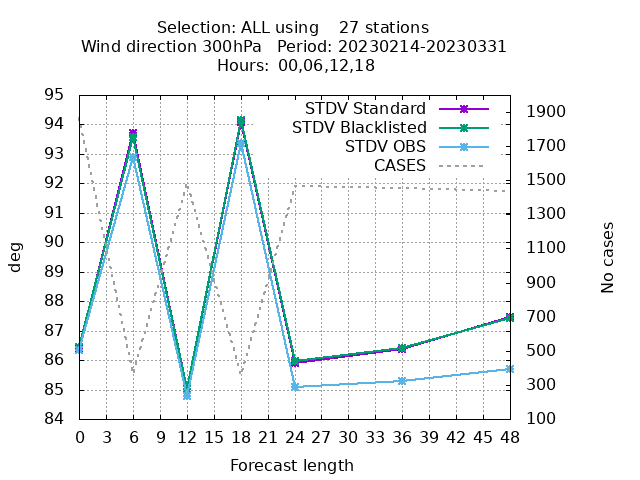 Selection: ALL using    27 stations
Wind direction 300hPa   Period: 20230214-20230331
Hours:  00,06,12,18
STDV Standard
STDV Blacklisted
STDV OBS
CASES
95
94
93
92
91
90
89
88
87
86
85
84
deg
1900
1700
1500
1300
1100
900
700
500
300
100
No cases
0 3 6 9 12 15 18 21 24 27 30 33 36 39 42 45 48
Forecast length